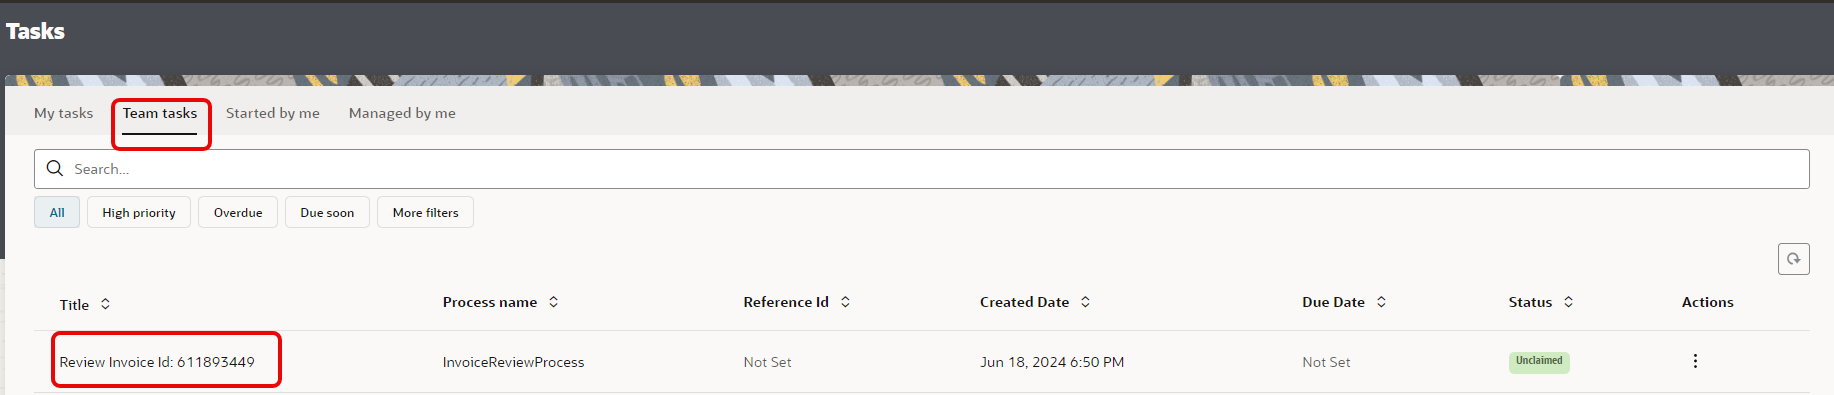 Tasks
My tasks Team tasks Started by me Managed by me
Search...
All High priority Overdue Due soon More filters
Title Process name Reference Id Created Date Due Date Status Actions
Review Invoice Id: 611893449 InvoiceReviewProcess Not Set Jun 18, 2024 6:50 PM Not Set Unclaimed